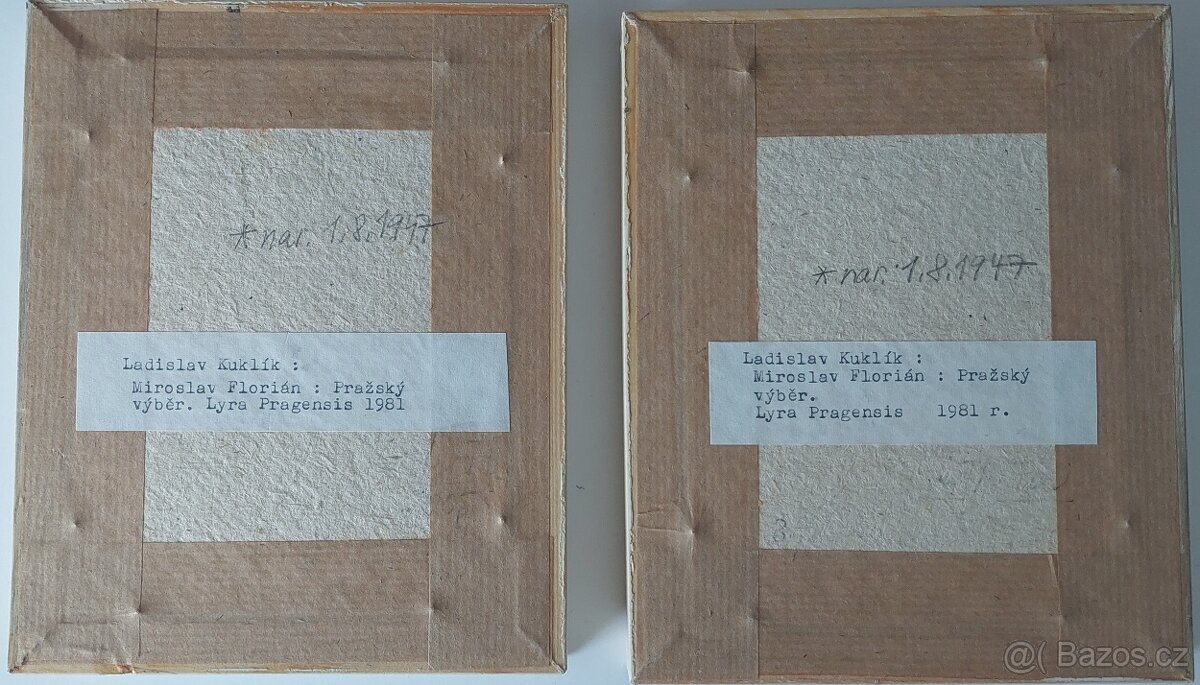 *nar. 1.8.1947
Ladislav Kuklík :
Miroslav Florián : Pražský
výběr. Lyra Pragensis 1981
*nar. 1.8.1947
Ladislav Kuklík :
Miroslav Florián : Pražský
výběr.
Lyra Pragensis 1981 r.
3
@( Bazos.cz